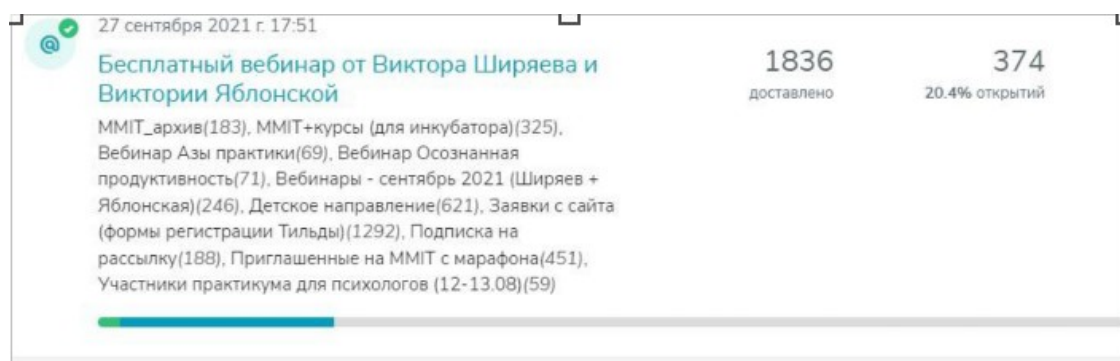 27 сентября 2021 г. 17:51
Бесплатный вебинар от Виктора Ширяева и
Виктории Яблонской
MMIT_архив(183), MMIT+курсы (для инкубатора)(325),
Вебинар Азы практики(69), Вебинар Осознанная
продуктивность(71), Вебинары - сентябрь 2021 (Ширяев +
Яблонская)(246), Детское направление(621), Заявки с сайта
(формы регистрации Тильды)(1292), Подписка на
рассылку(188), Приглашенные на MMIT с марафона(451),
Участники практикума для психологов (12-13.08)(59)
1836
доставлено
374
20.4% открытий